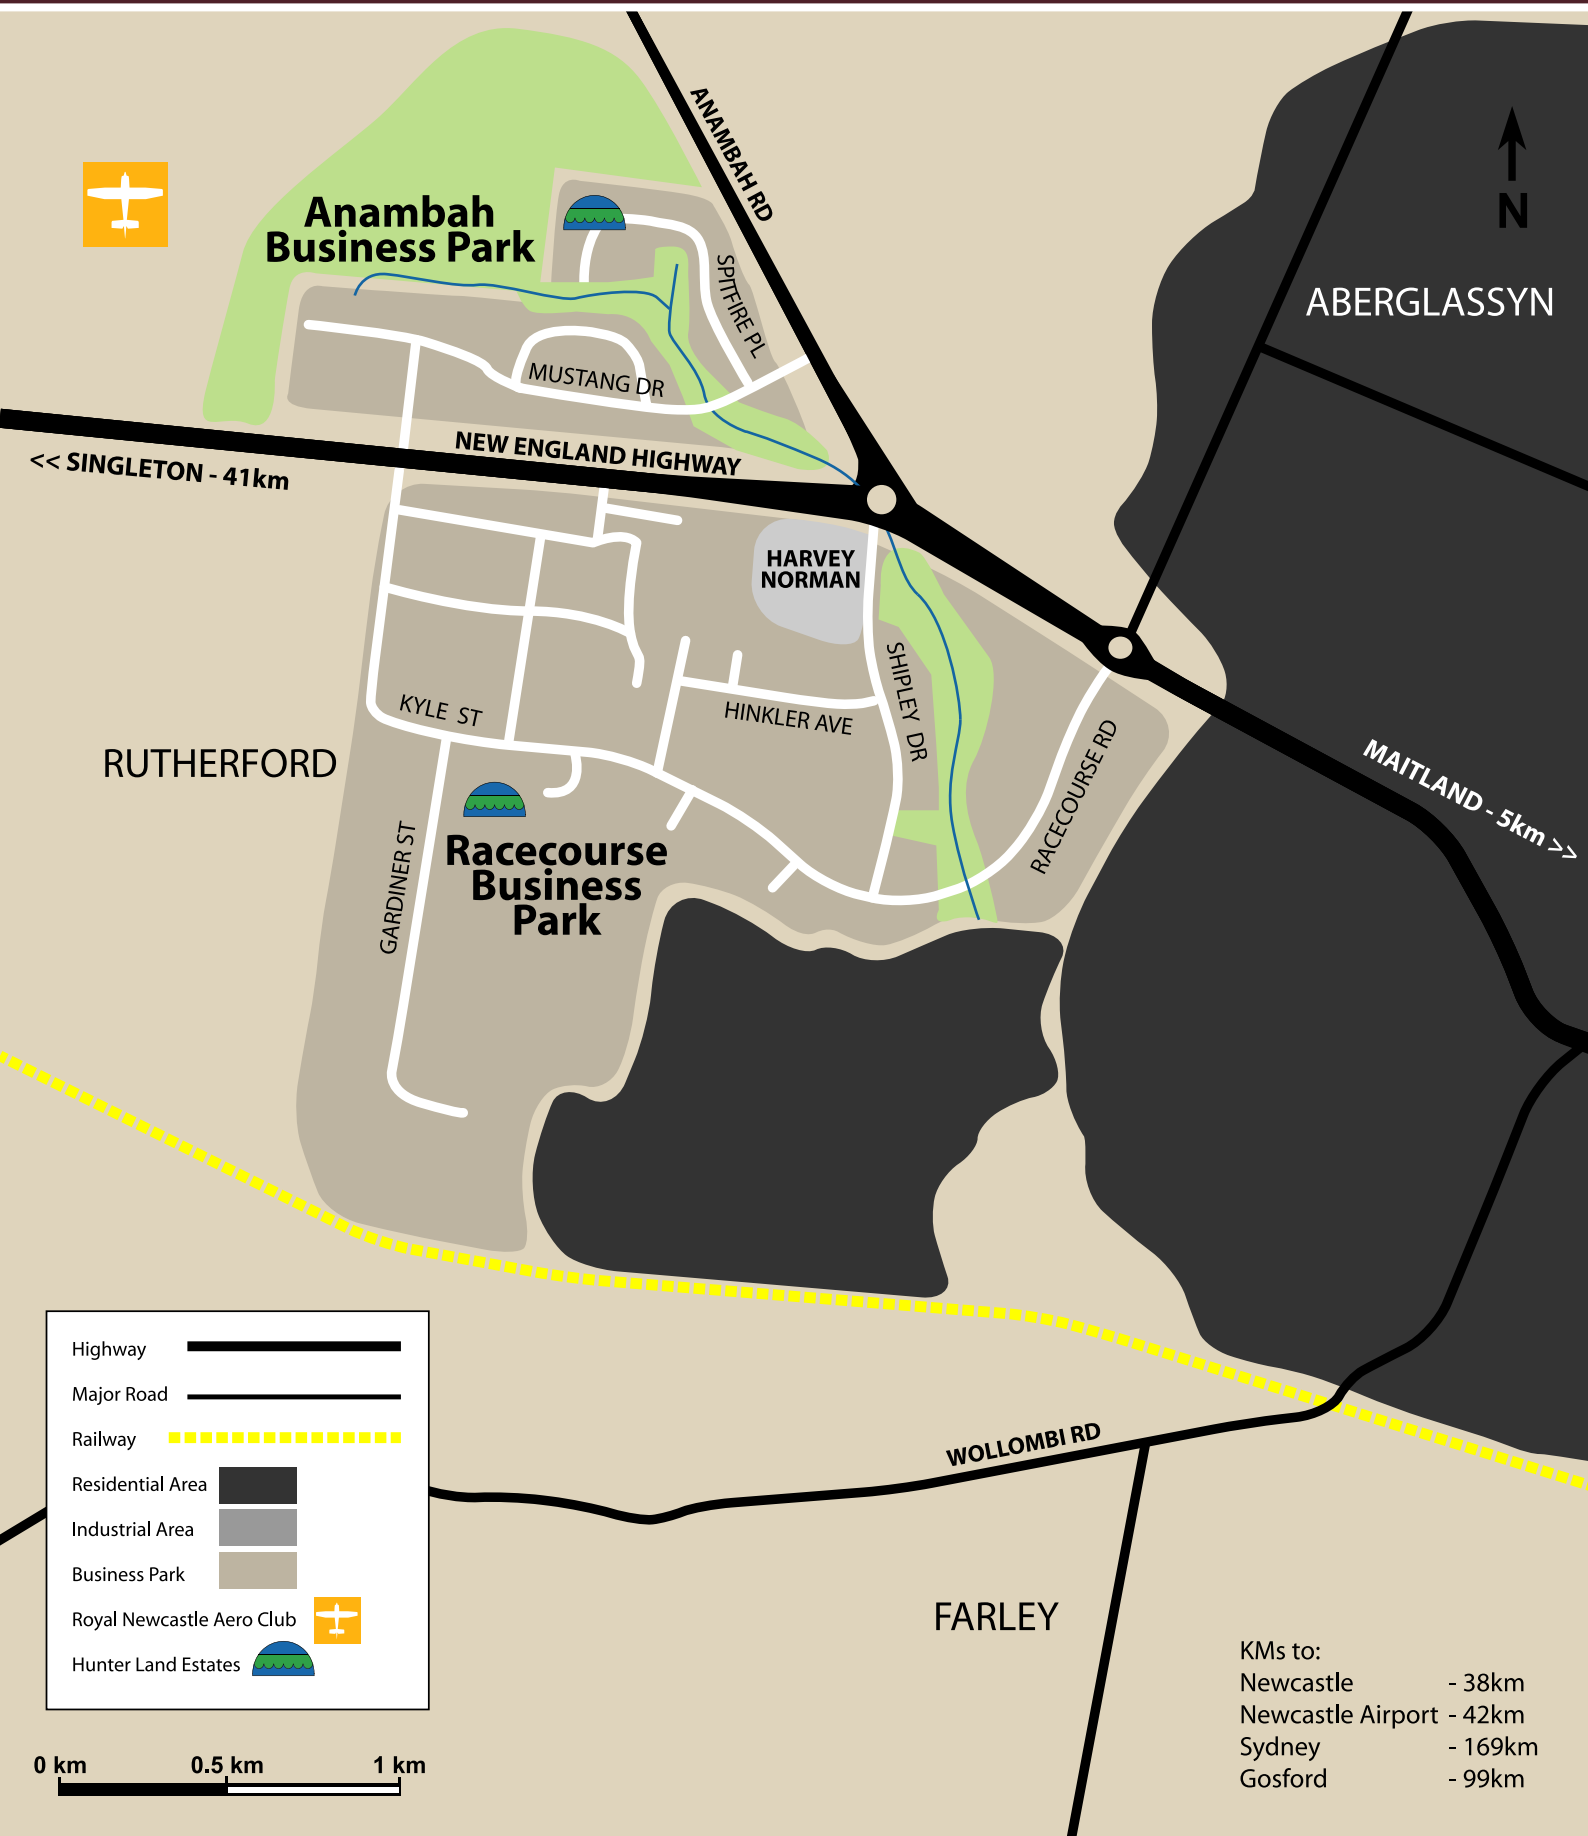 ANAMBAH RD
Anambah
Business Park
N
ABERGLASSYN
SPITFIRE PL
MUSTANG DR
NEW ENGLAND HIGHWAY
<< SINGLETON - 41km
HARVEY
NORMAN
SHIPLEY DR
KYLE ST
HINKLER AVE
RUTHERFORD
RACECOURSE RD
MAITLAND - 5km >>
GARDINER ST
Racecourse
Business
Park
Highway
Major Road
Railway
Residential Area
Industrial Area
Business Park
Royal Newcastle Aero Club
Hunter Land Estates
WOLLOMBI RD
FARLEY
KMs to:
Newcastle - 38km
Newcastle Airport - 42km
Sydney - 169km
Gosford - 99km
0 km 0.5 km 1 km